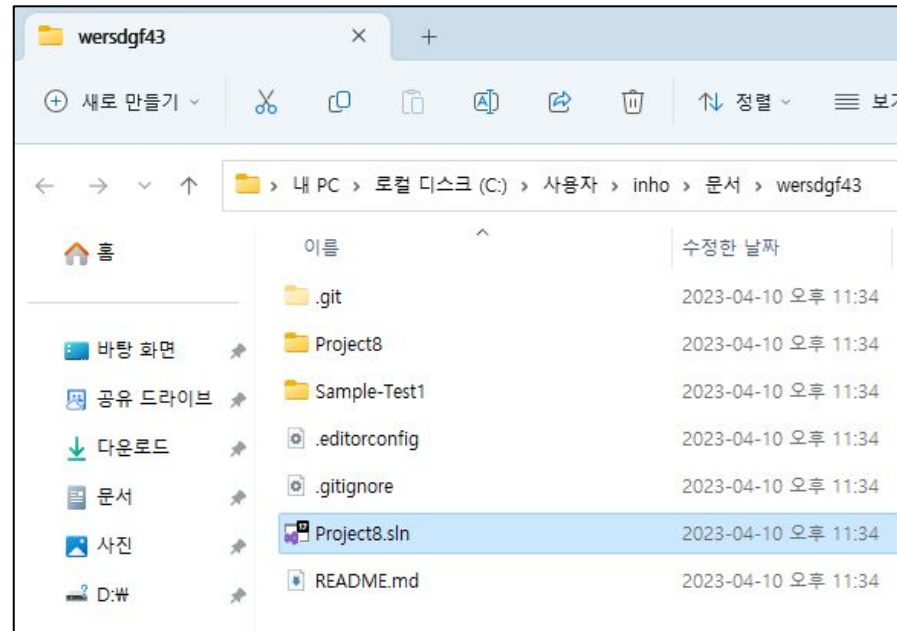 wersdgf43
새로 만들기
정렬
보기
내 PC > 로컬 디스크 (C:) > 사용자 > inho > 문서 > wersdgf43
홈
이름
수정한 날짜
.git
2023-04-10 오후 11:34
바탕 화면
Project8
2023-04-10 오후 11:34
공유 드라이브
Sample-Test1
2023-04-10 오후 11:34
다운로드
.editorconfig
2023-04-10 오후 11:34
문서
.gitignore
2023-04-10 오후 11:34
사진
Project8.sln
2023-04-10 오후 11:34
D:₩
README.md
2023-04-10 오후 11:34